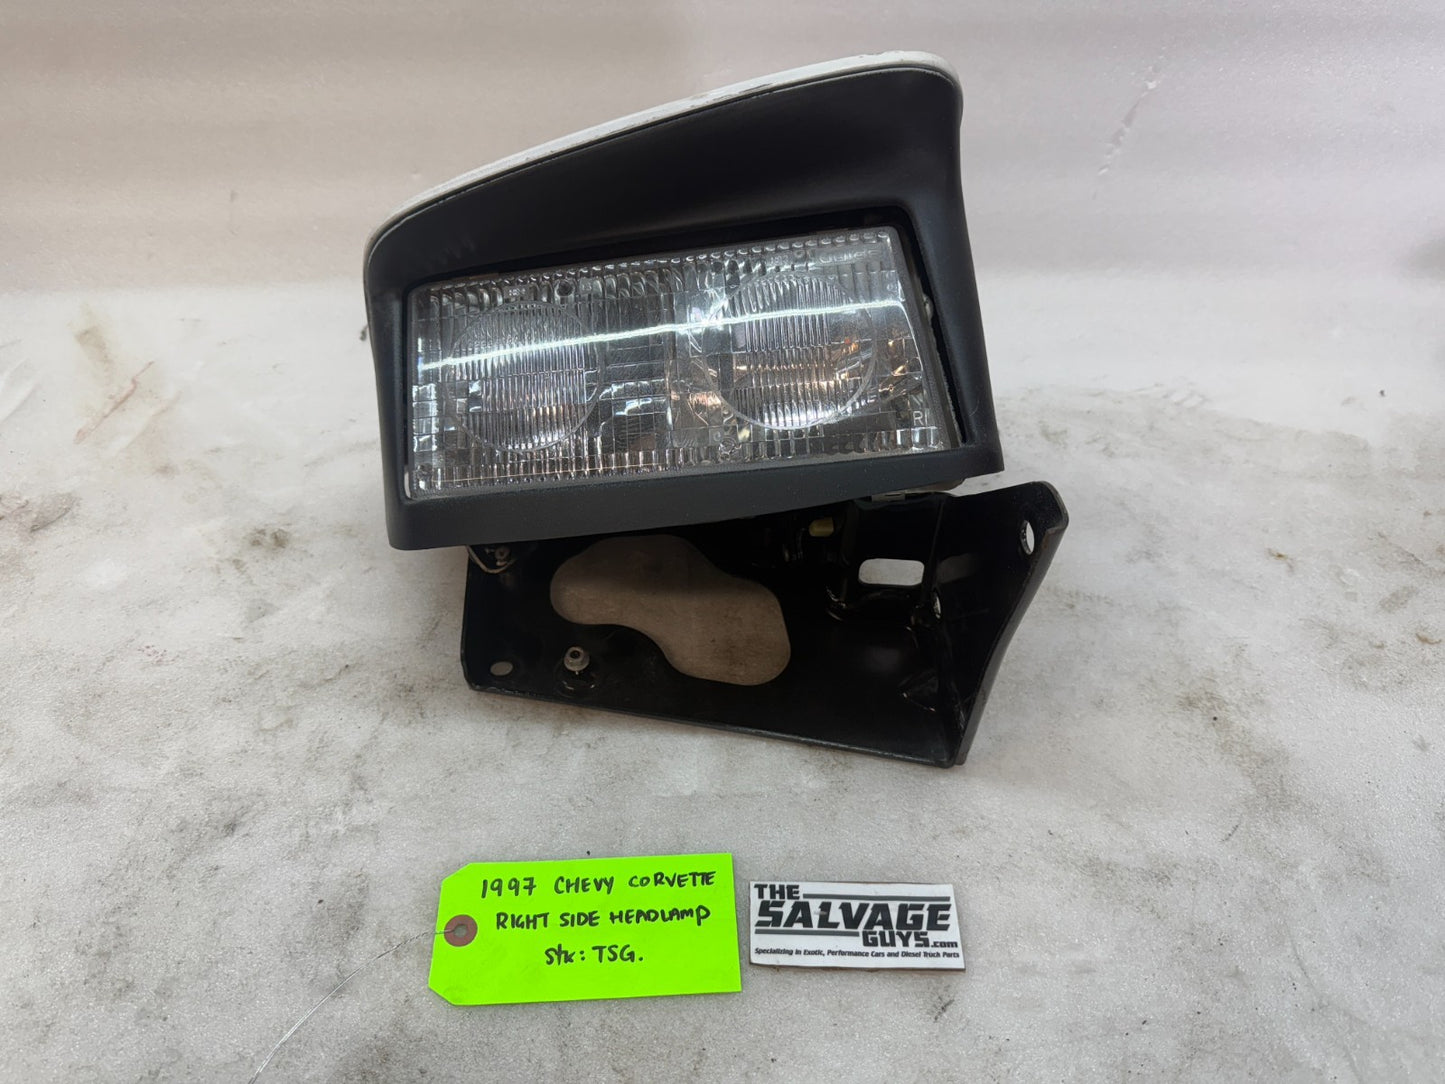 1997 CHEVY CORVETTE
RIGHT SIDE HEADLAMP
Stk: TSG.
THE
SALVAGE
GUYS.com
Specializing in Exotic, Performance Cars and Diesel Truck Parts
R